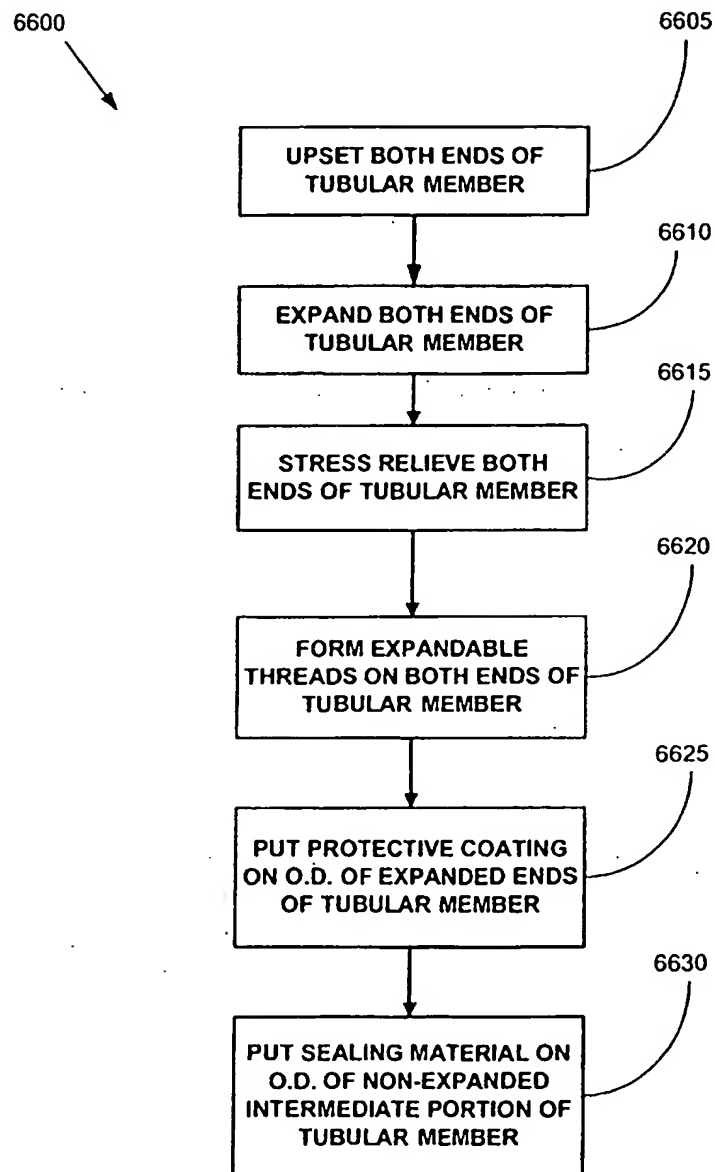 6600
6605
UPSET BOTH ENDS OF
TUBULAR MEMBER
6610
EXPAND BOTH ENDS OF
TUBULAR MEMBER
6615
STRESS RELIEVE BOTH
ENDS OF TUBULAR MEMBER
6620
FORM EXPANDABLE
THREADS ON BOTH ENDS OF
TUBULAR MEMBER
6625
PUT PROTECTIVE COATING
ON O.D. OF EXPANDED ENDS
OF TUBULAR MEMBER
6630
PUT SEALING MATERIAL ON
O.D. OF NON-EXPANDED
INTERMEDIATE PORTION OF
TUBULAR MEMBER